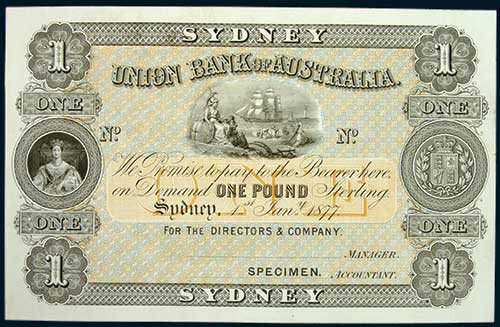 SYDNEY
1 1
UNION BANK OF AUSTRALIA.
ONE ONE
No No
We Promise to pay to the Bearer here,
on Demand ONE POUND Sterling
Sydney, 1st Jany. 1877
FOR THE DIRECTORS & COMPANY.
ONE ONE
MANAGER.
SPECIMEN. ACCOUNTANT.
1 1
SYDNEY